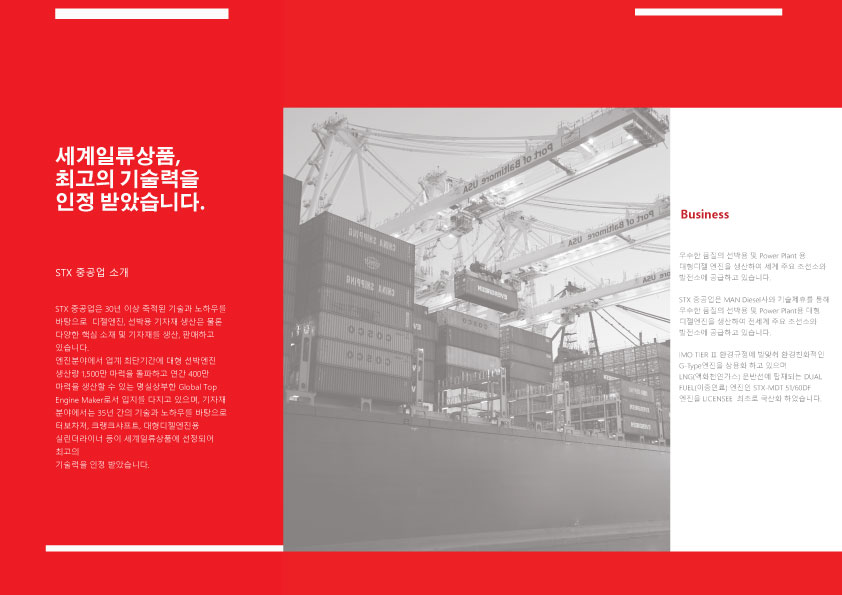 세계일류상품,
최고의 기술력을
인정 받았습니다.
STX 중공업 소개
STX 중공업은 30년 이상 축적된 기술과 노하우를
바탕으로 디젤엔진, 선박용 기자재 생산은 물론
다양한 핵심 소재 및 기자재를 생산, 판매하고
있습니다.
엔진분야에서 업계 최단기간에 대형 선박엔진
생산량 1,500만 마력을 돌파하고 연간 400만
마력을 생산할 수 있는 명실상부한 Global Top
Engine Maker로서 입지를 다지고 있으며, 기자재
분야에서는 35년 간의 기술과 노하우를 바탕으로
터보차저, 크랭크샤프트, 대형디젤엔진용
실린더라이너 등이 세계일류상품에 선정되어
최고의
기술력을 인정 받았습니다.
Port of Baltimore USA
Port of Baltimore USA
CHINA SHIPPING
CHINA SHIPPING
Business
우수한 품질의 선박용 및 Power Plant 용
대형디젤 엔진을 생산하여 세계 주요 조선소와
발전소에 공급하고 있습니다.
STX 중공업은 MAN Diesel사와 기술제휴를 통해
우수한 품질의 선박용 및 Power Plant용 대형
디젤엔진을 생산하여 전세계 주요 조선소와
발전소에 공급하고 있습니다.
IMO TIER Ⅱ 환경규정에 발맞춰 환경친화적인
G-Type엔진을 상용화 하고 있으며
LNG(액화천연가스) 운반선에 탑재되는 DUAL
FUEL(이중연료) 엔진인 STX-MDT 51/60DF
엔진을 LICENSEE 최초로 국산화 하였습니다.